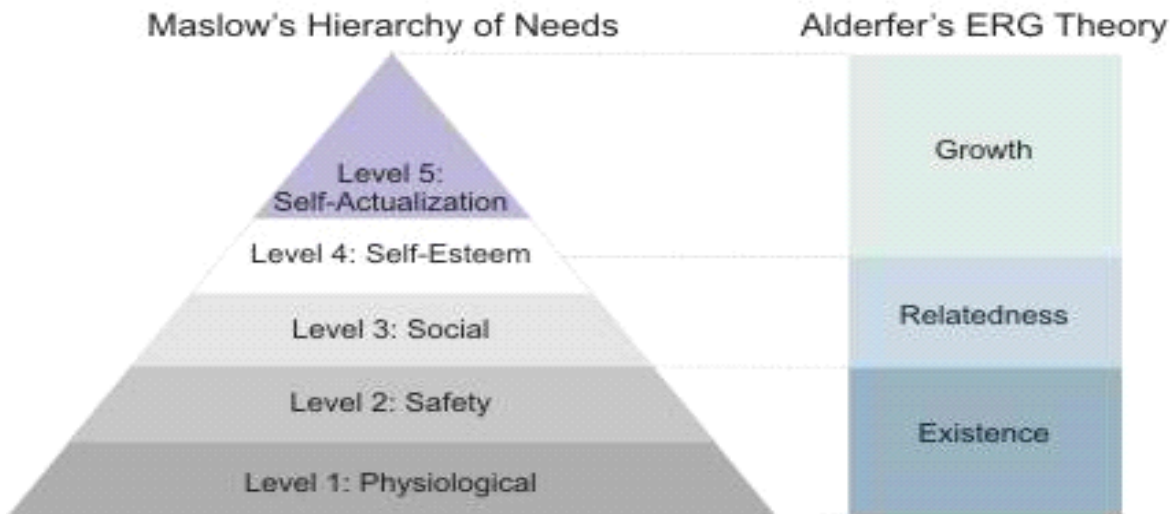 Maslow's Hierarchy of Needs
Alderfer's ERG Theory
Level 5:
Self-Actualization
Level 4: Self-Esteem
Level 3: Social
Level 2: Safety
Level 1: Physiological
Growth
Relatedness
Existence